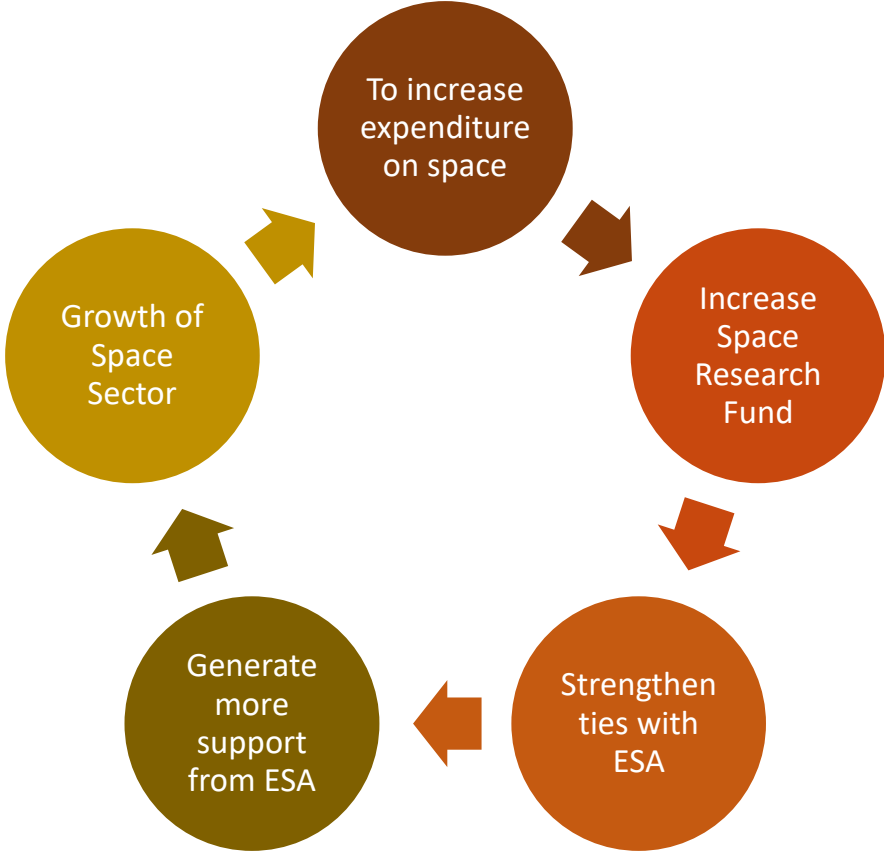 To increase
expenditure
on space
Increase
Space
Research
Fund
Strengthen
ties with
ESA
Generate
more
support
from ESA
Growth of
Space
Sector